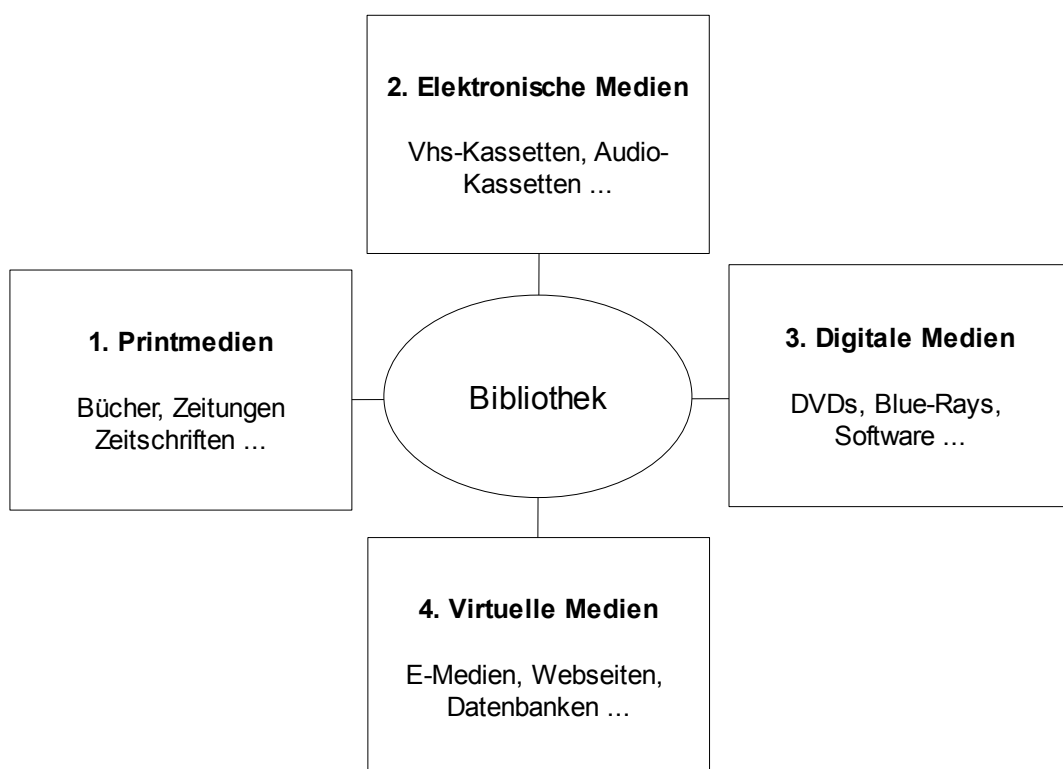 2. Elektronische Medien
Vhs-Kassetten, Audio-
Kassetten ...
1. Printmedien
Bücher, Zeitungen
Zeitschriften ...
Bibliothek
3. Digitale Medien
DVDs, Blue-Rays,
Software ...
4. Virtuelle Medien
E-Medien, Webseiten,
Datenbanken ...